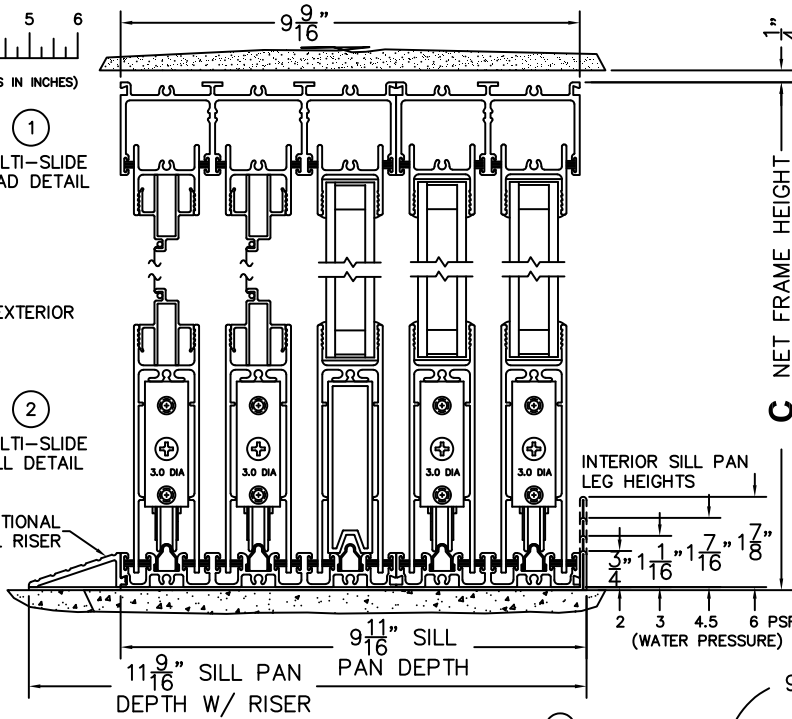 9 9/16"
5 6
S IN INCHES)
1
LTI-SLIDE
AD DETAIL
EXTERIOR
2
LTI-SLIDE
LL DETAIL
TIONAL
L RISER
3.0 DIA 3.0 DIA 3.0 DIA 3.0 DIA
1/4"
C NET FRAME HEIGHT
INTERIOR SILL PAN
LEG HEIGHTS
3/4" 1 1/16" 1 7/16" 1 7/8"
2 3 4.5 6 PSF
(WATER PRESSURE)
9 11/16" SILL
PAN DEPTH
11 9/16" SILL PAN
DEPTH W/ RISER
9